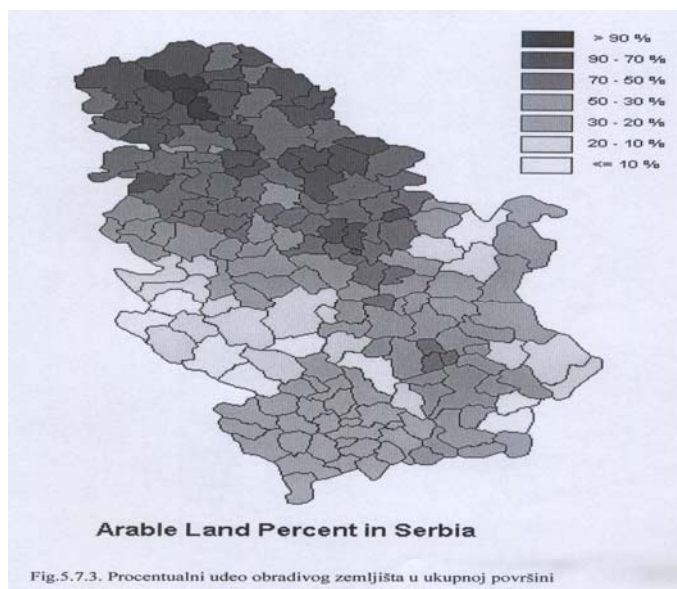 > 90 %
90 - 70 %
70 - 50 %
50 - 30 %
30 - 20 %
20 - 10 %
<= 10 %
Arable Land Percent in Serbia
Fig.5.7.3. Procentualni udeo obradivog zemljišta u ukupnoj površini